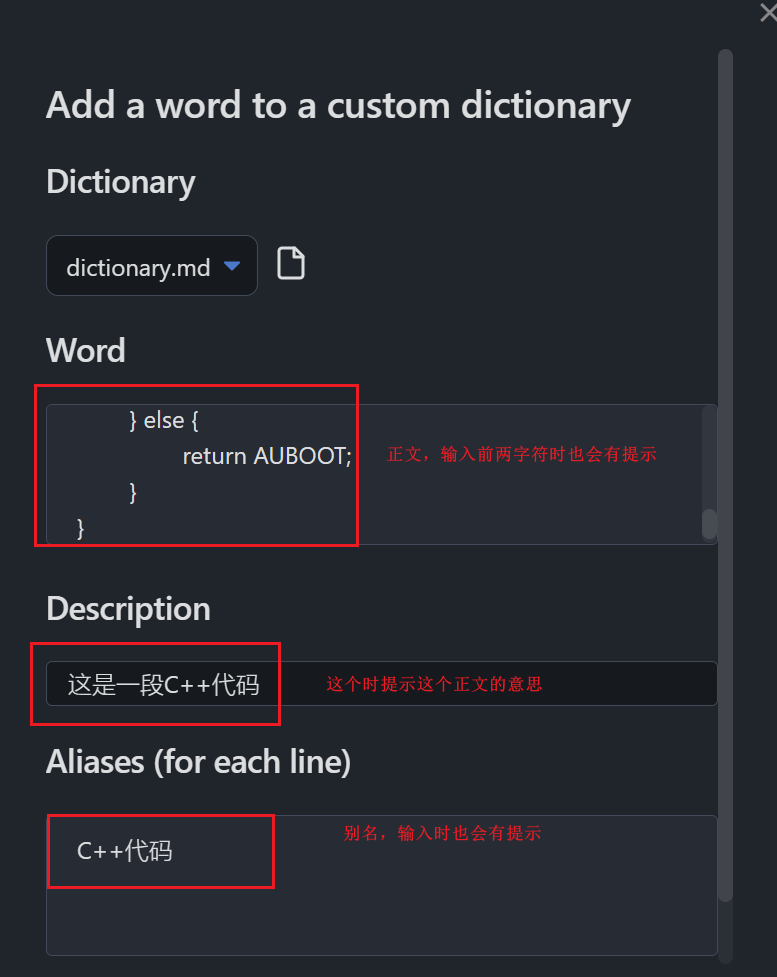 Add a word to a custom dictionary
Dictionary
dictionary.md
Word
} else {
return AUBOOT;
}
}
正文，输入前两字符时也会有提示
Description
这是一段C++代码
这个时提示这个正文的意思
Aliases (for each line)
C++代码
别名，输入时也会有提示